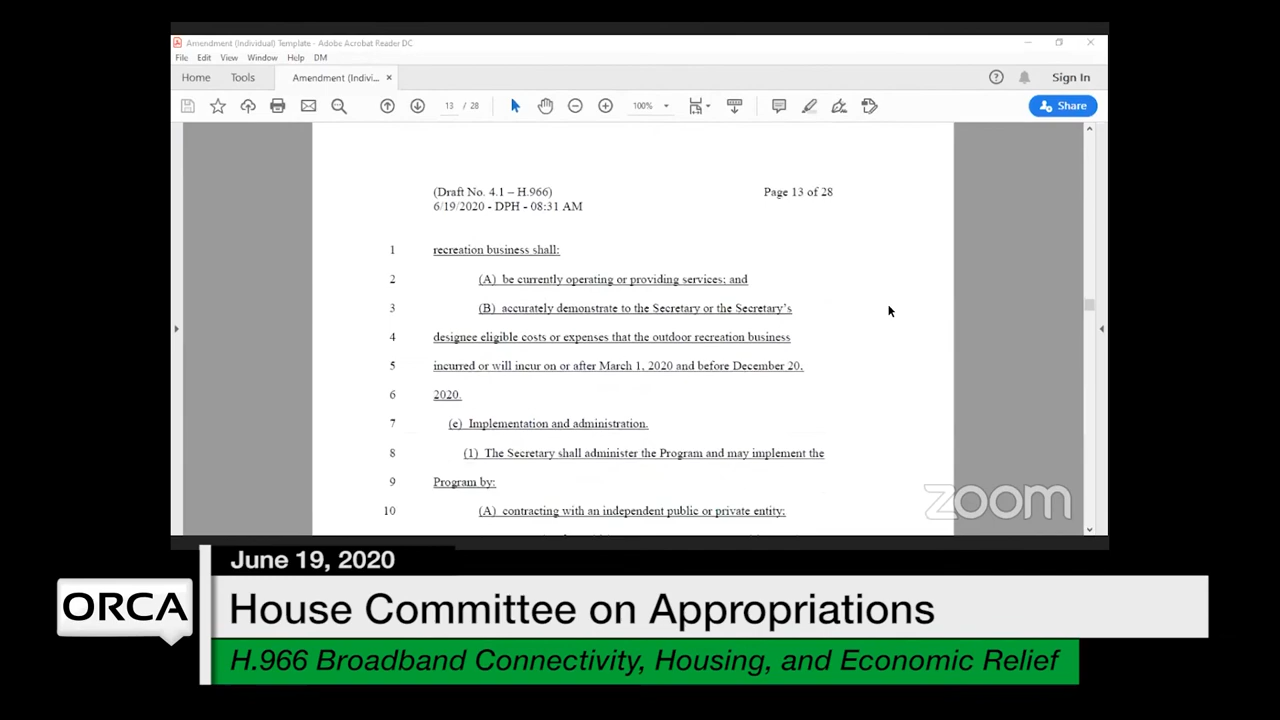 Amendment (Individual) Template - Adobe Acrobat Reader DC
File Edit View Window Help DM
Home Tools Amendment (Indivi... × Sign In
13 / 28 100% Share
(Draft No. 4.1 – H.966) Page 13 of 28
6/19/2020 - DPH - 08:31 AM
1 recreation business shall:
2 (A) be currently operating or providing services; and
3 (B) accurately demonstrate to the Secretary or the Secretary's
4 designee eligible costs or expenses that the outdoor recreation business
5 incurred or will incur on or after March 1, 2020 and before December 20,
6 2020.
7 (e) Implementation and administration.
8 (1) The Secretary shall administer the Program and may implement the
9 Program by:
10 (A) contracting with an independent public or private entity;
zoom
June 19, 2020
ORCA
House Committee on Appropriations
H.966 Broadband Connectivity, Housing, and Economic Relief